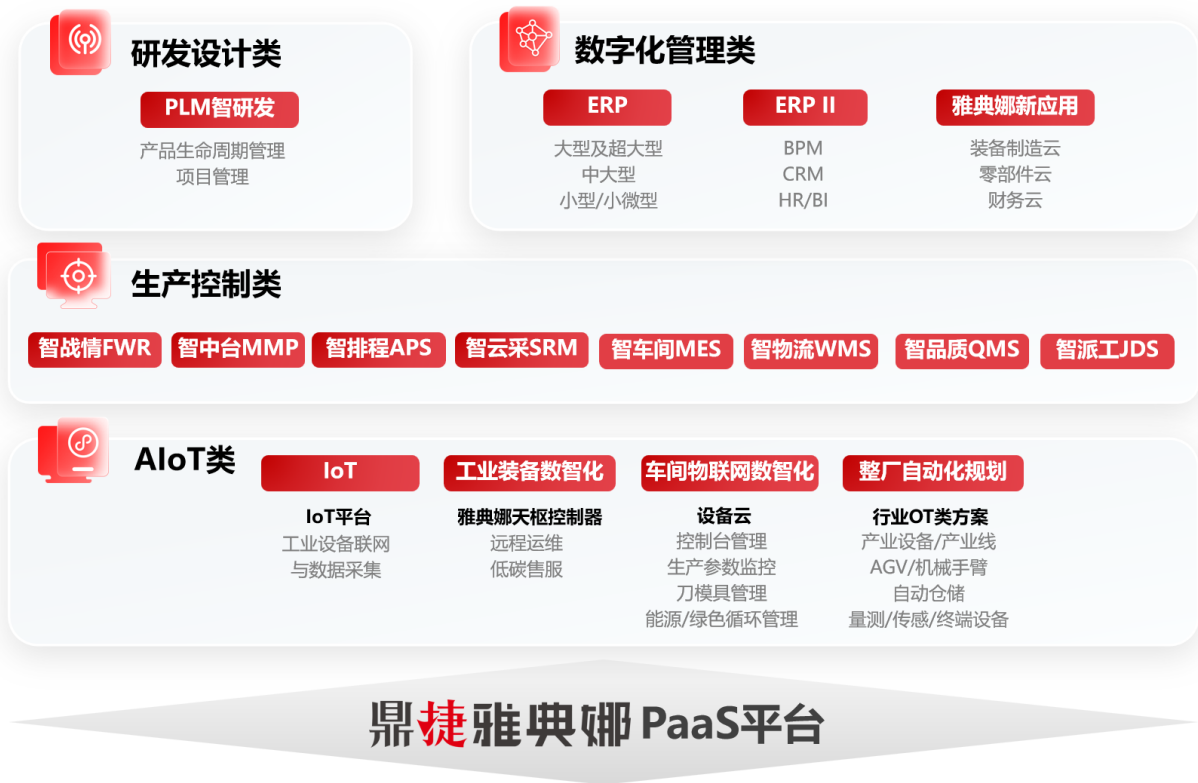 研发设计类
PLM智研发
产品生命周期管理
项目管理
数字化管理类
ERP
大型及超大型
中大型
小型/小微型
ERP II
BPM
CRM
HR/BI
雅典娜新应用
装备制造云
零部件云
财务云
生产控制类
智战情FWR
智中台MMP
智排程APS
智云采SRM
智车间MES
智物流WMS
智品质QMS
智派工JDS
AIoT类
IoT
IoT平台
工业设备联网
与数据采集
工业装备数智化
雅典娜天枢控制器
远程运维
低碳售服
车间物联网数智化
设备云
控制台管理
生产参数监控
刀模具管理
能源/绿色循环管理
整厂自动化规划
行业OT类方案
产业设备/产业线
AGV/机械手臂
自动仓储
量测/传感/终端设备
鼎捷雅典娜 PaaS平台